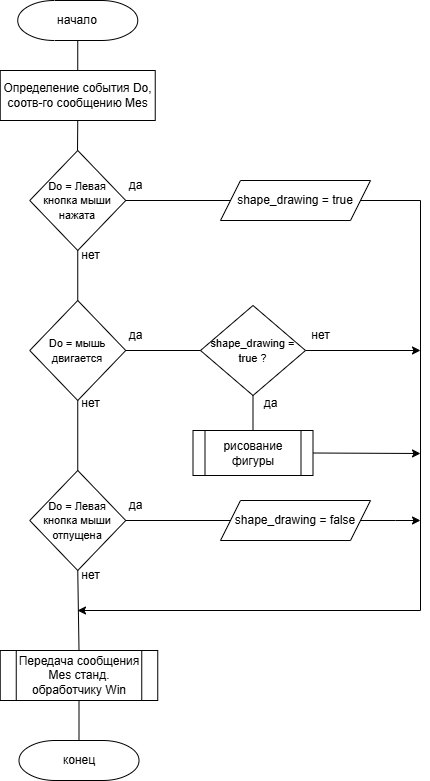 начало
Определение события Do,
соотв-го сообщению Mes
Do = Левая
кнопка мыши
нажата
да
shape_drawing = true
нет
Do = мышь
двигается
да
shape_drawing =
true ?
нет
да
нет
рисование
фигуры
Do = Левая
кнопка мыши
отпущена
да
shape_drawing = false
нет
Передача сообщения
Mes станд.
обработчику Win
конец